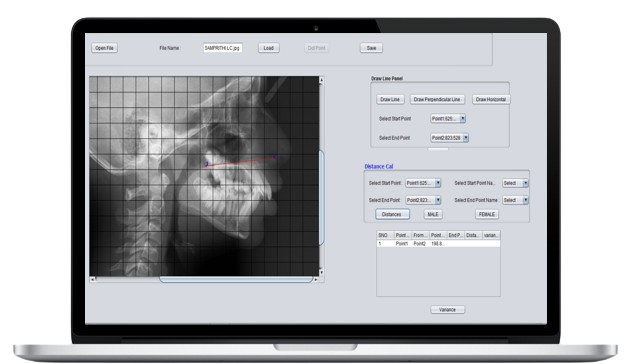 Open File File Name : SAMPRITHI LC.jpg Load Save
Draw Line Panel
Draw Line Draw Perpendicular Line Draw Horizontal
Select Start Point Point1:625:...
Select End Point Point2:823:528
Distance Cal
Select Start Point : Point1:625:... Select Start Point Na... Select
Select End Point : Point2:823:... Select End Point Name Select
Distances MALE FEMALE
SNO Point ... From ... Point ... End P... Dista... varian...
1 Point1 Point2 198.8...
Variance